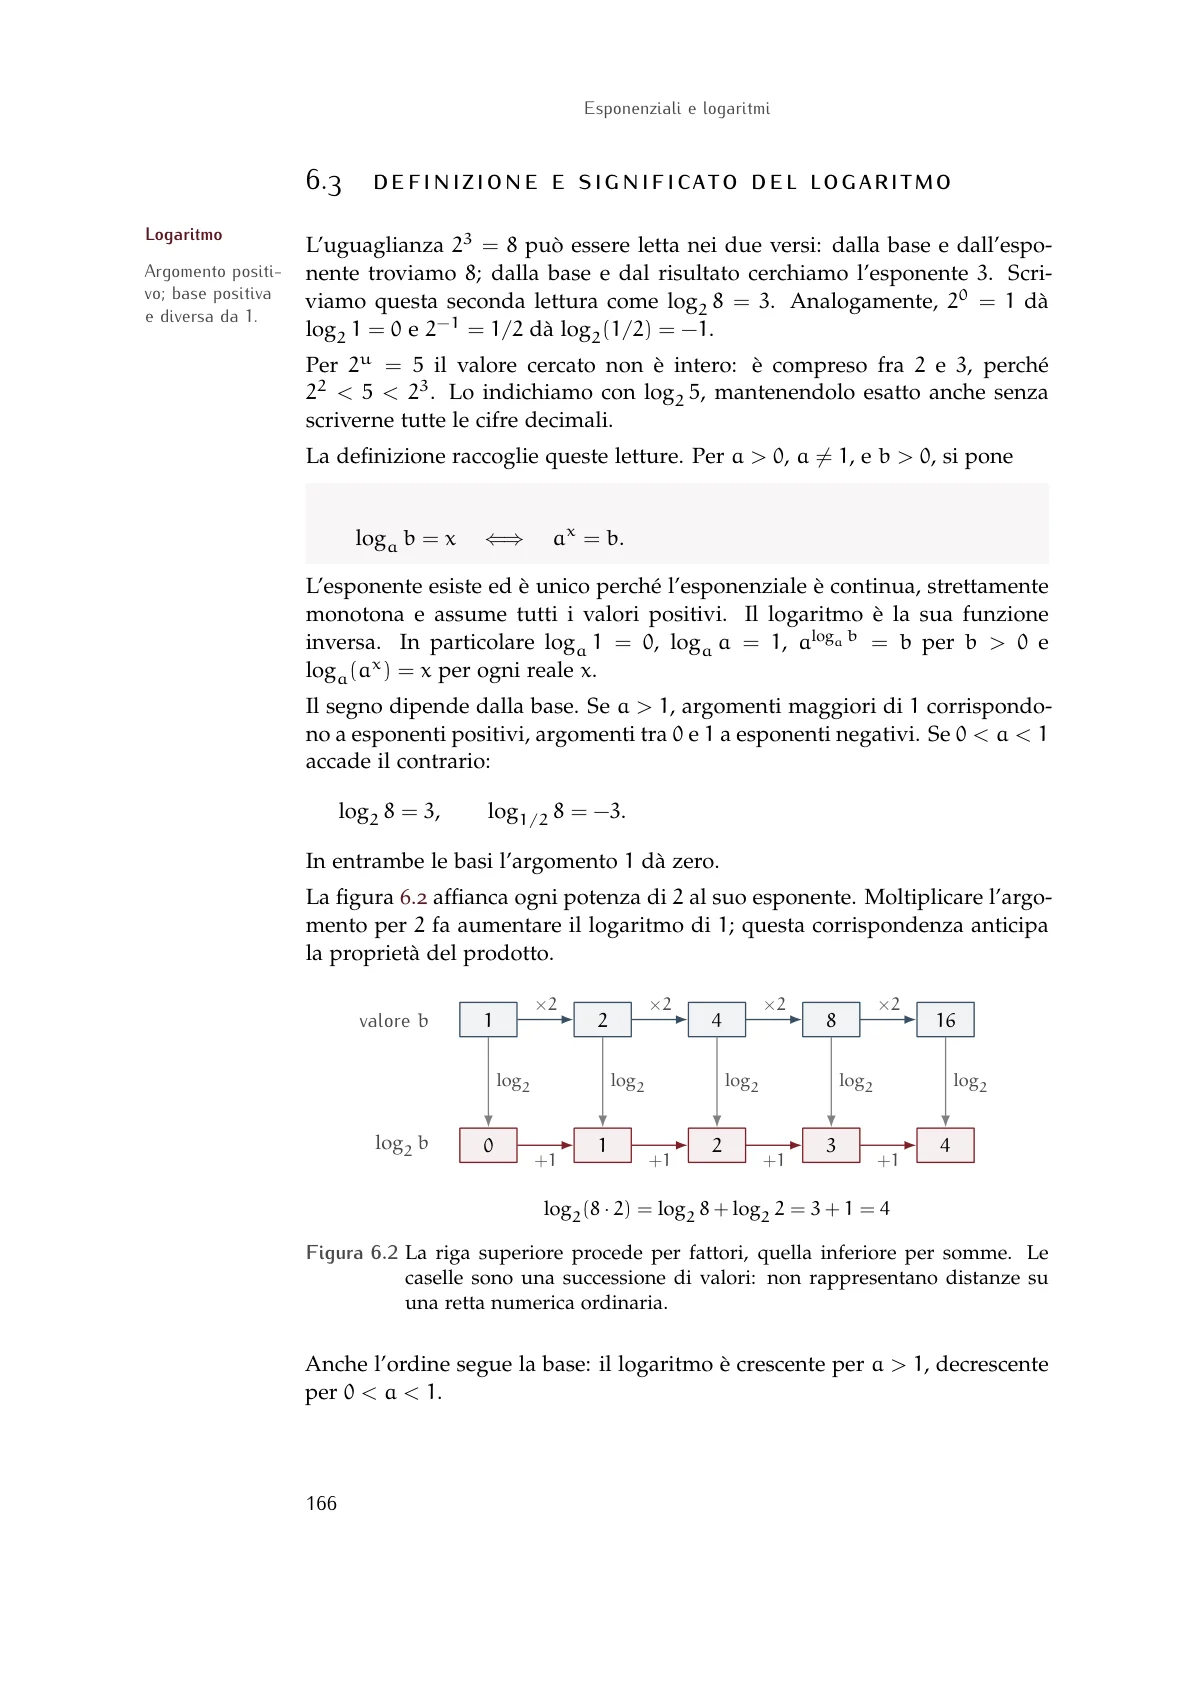 Esponenziali e logaritmi
6.3 DEFINIZIONE E SIGNIFICATO DEL LOGARITMO
Logaritmo
Argomento positi-
vo; base positiva
e diversa da 1.
L'uguaglianza 2³ = 8 può essere letta nei due versi: dalla base e dall'espo-
nente troviamo 8; dalla base e dal risultato cerchiamo l'esponente 3. Scri-
viamo questa seconda lettura come log₂ 8 = 3. Analogamente, 2⁰ = 1 dà
log₂ 1 = 0 e 2⁻¹ = 1/2 dà log₂(1/2) = −1.
Per 2ᵘ = 5 il valore cercato non è intero: è compreso fra 2 e 3, perché
2² < 5 < 2³. Lo indichiamo con log₂ 5, mantenendolo esatto anche senza
scriverne tutte le cifre decimali.
La definizione raccoglie queste letture. Per a > 0, a ≠ 1, e b > 0, si pone
logₐ b = x ⟺ aˣ = b.
L'esponente esiste ed è unico perché l'esponenziale è continua, strettamente
monotona e assume tutti i valori positivi. Il logaritmo è la sua funzione
inversa. In particolare logₐ 1 = 0, logₐ a = 1, a^(logₐ b) = b per b > 0 e
logₐ(aˣ) = x per ogni reale x.
Il segno dipende dalla base. Se a > 1, argomenti maggiori di 1 corrispondo-
no a esponenti positivi, argomenti tra 0 e 1 a esponenti negativi. Se 0 < a < 1
accade il contrario:
log₂ 8 = 3, log₁/₂ 8 = −3.
In entrambe le basi l'argomento 1 dà zero.
La figura 6.2 affianca ogni potenza di 2 al suo esponente. Moltiplicare l'argo-
mento per 2 fa aumentare il logaritmo di 1; questa corrispondenza anticipa
la proprietà del prodotto.
×2 ×2 ×2 ×2
valore b 1 2 4 8 16
log₂ log₂ log₂ log₂ log₂
log₂ b 0 1 2 3 4
+1 +1 +1 +1
log₂(8 · 2) = log₂ 8 + log₂ 2 = 3 + 1 = 4
Figura 6.2 La riga superiore procede per fattori, quella inferiore per somme. Le
caselle sono una successione di valori: non rappresentano distanze su
una retta numerica ordinaria.
Anche l'ordine segue la base: il logaritmo è crescente per a > 1, decrescente
per 0 < a < 1.
166